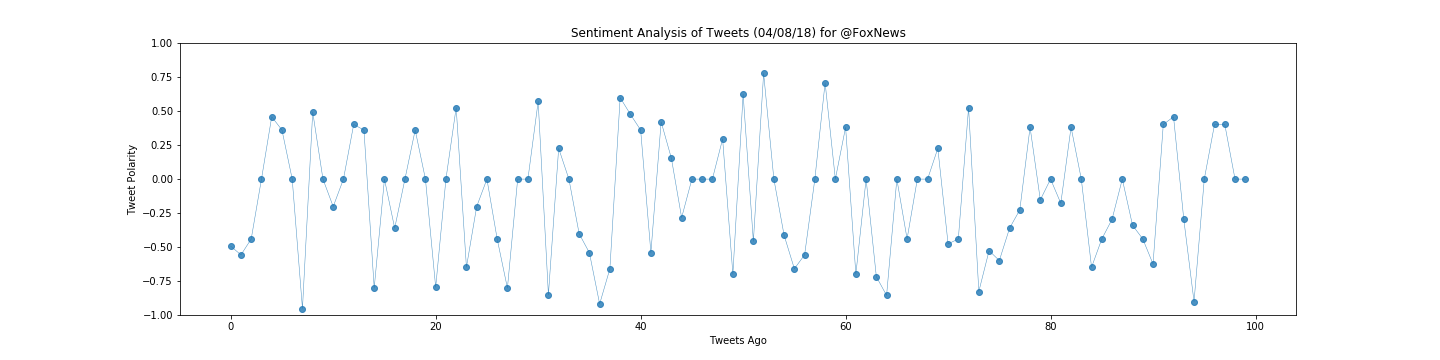 Sentiment Analysis of Tweets (04/08/18) for @FoxNews
1.00
0.75
0.50
0.25
0.00
−0.25
−0.50
−0.75
−1.00
Tweet Polarity
0 20 40 60 80 100
Tweets Ago